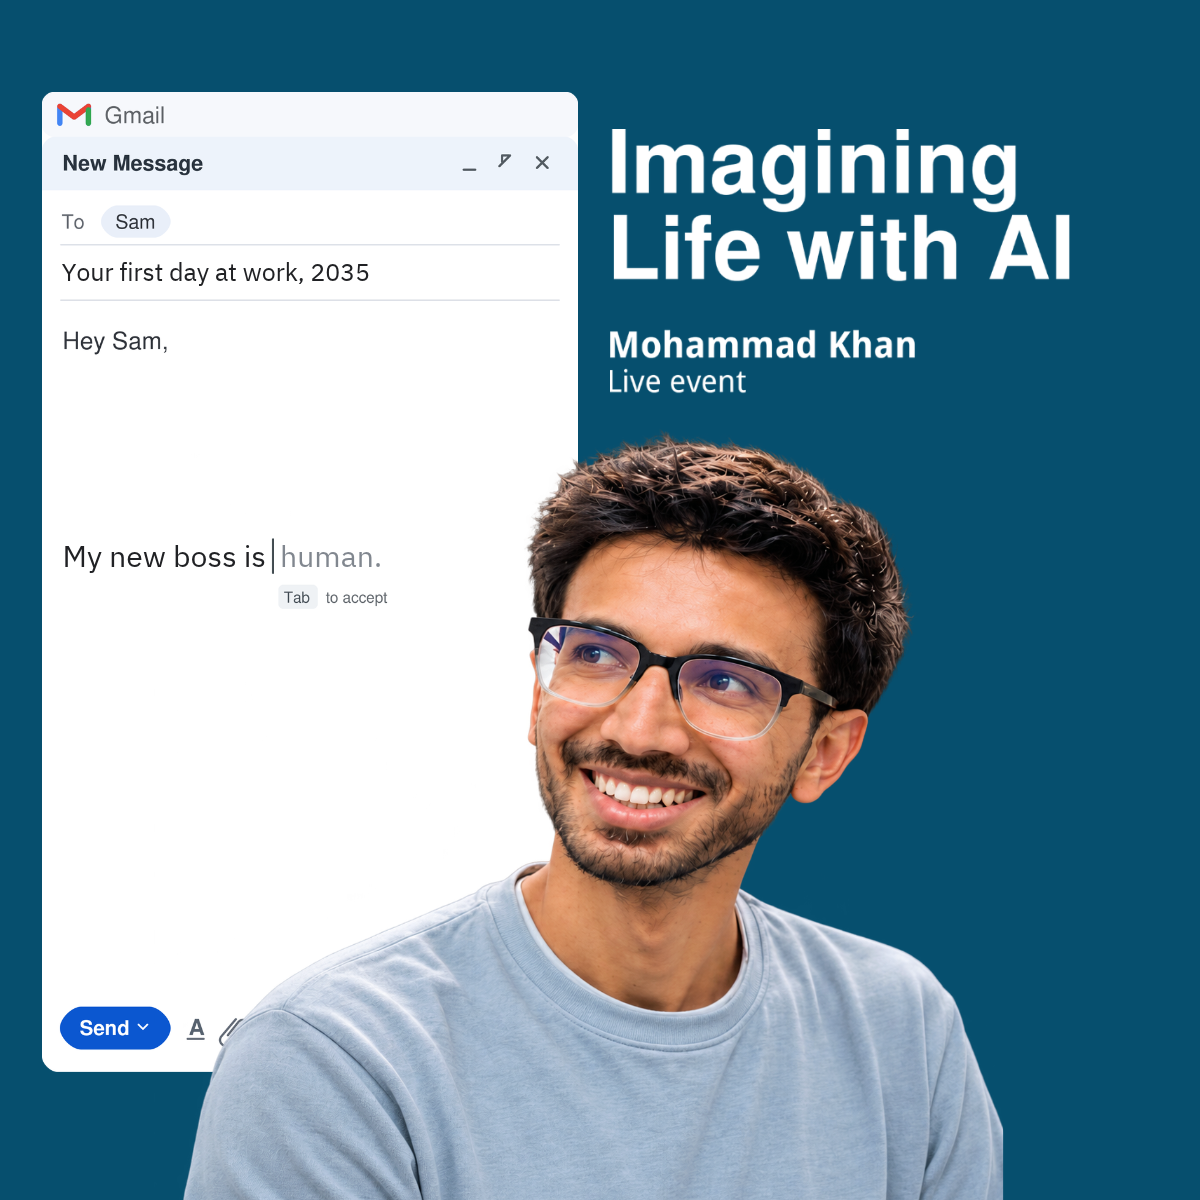 Gmail
New Message
To Sam
Your first day at work, 2035
Hey Sam,
My new boss is human.
Tab to accept
Send
A
Imagining
Life with AI
Mohammad Khan
Live event